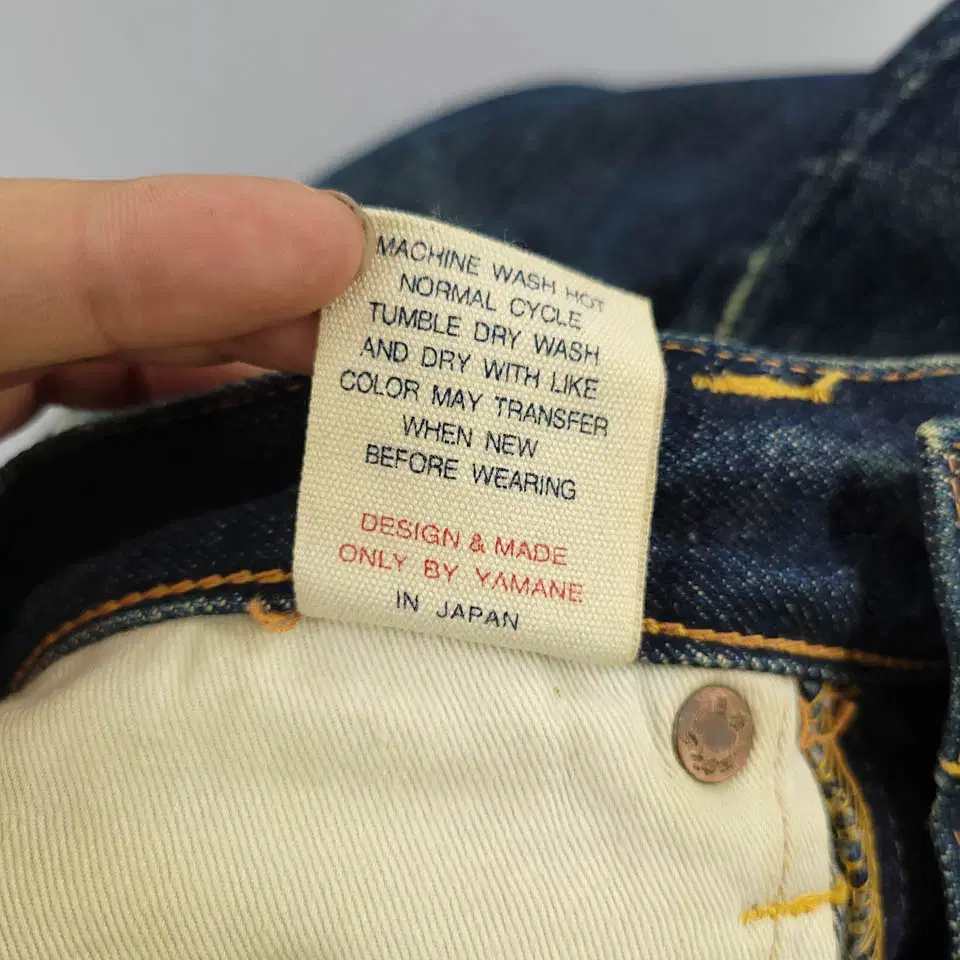 MACHINE WASH HOT
NORMAL CYCLE
TUMBLE DRY WASH
AND DRY WITH LIKE
COLOR MAY TRANSFER
WHEN NEW
BEFORE WEARING
DESIGN & MADE
ONLY BY YAMANE
IN JAPAN